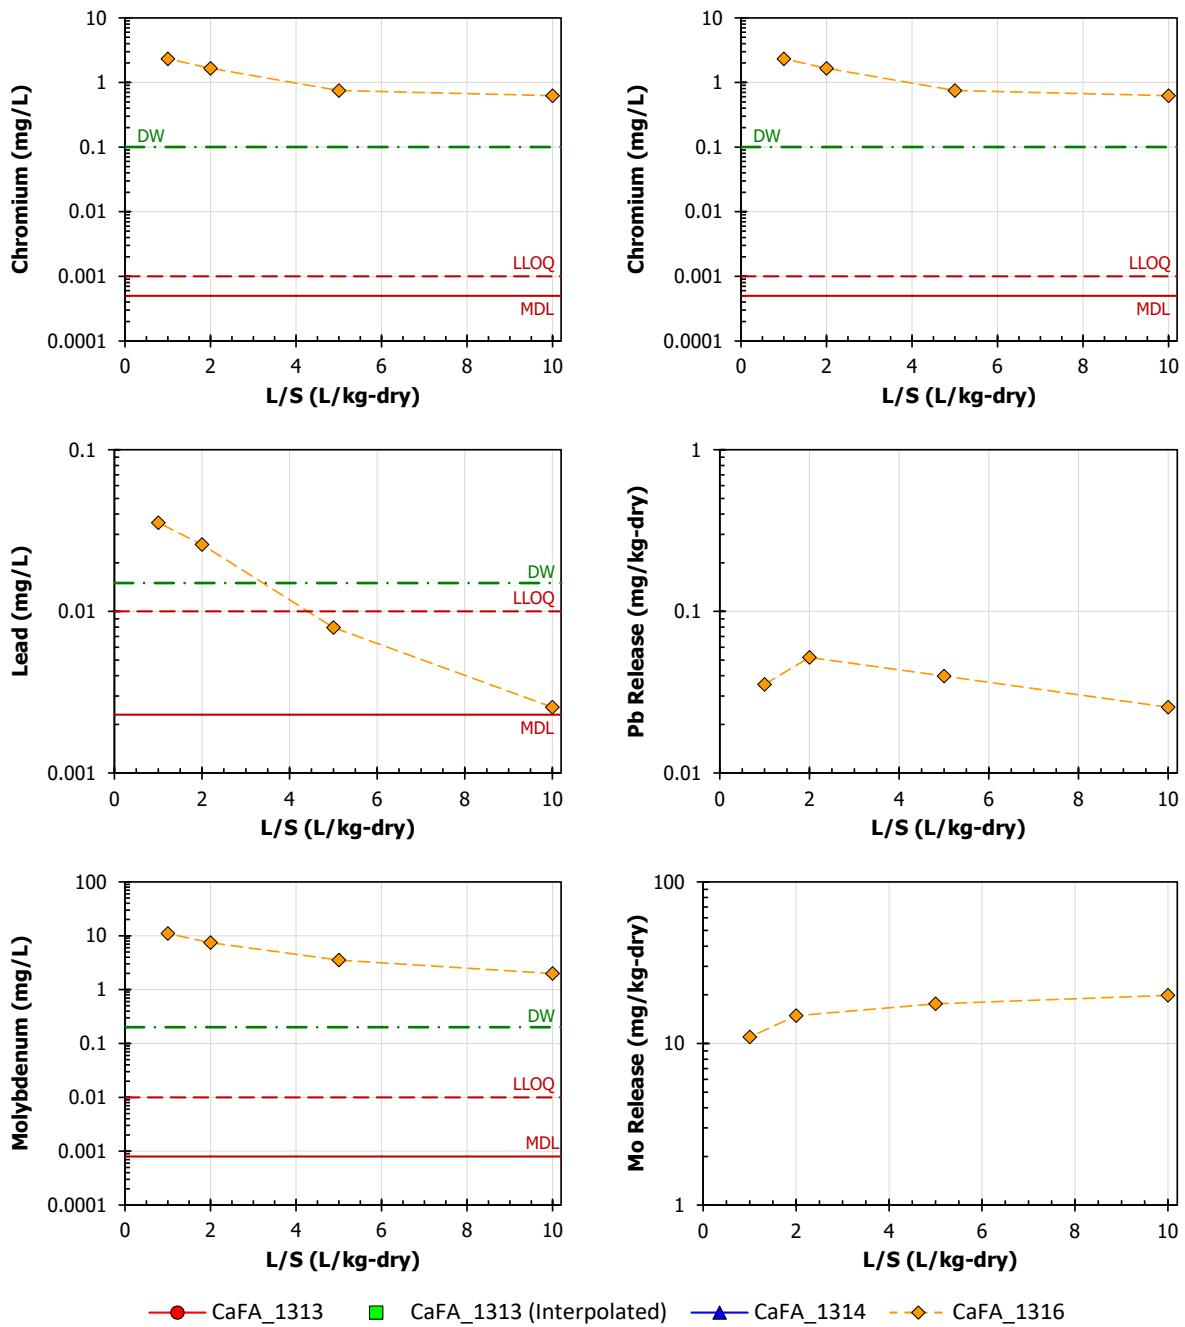 Chromium (mg/L)
10
1
0.1
0.01
0.001
0.0001
DW
LLOQ
MDL
0 2 4 6 8 10
L/S (L/kg-dry)
Chromium (mg/L)
10
1
0.1
0.01
0.001
0.0001
DW
LLOQ
MDL
0 2 4 6 8 10
L/S (L/kg-dry)
Lead (mg/L)
0.1
0.01
0.001
DW
LLOQ
MDL
0 2 4 6 8 10
L/S (L/kg-dry)
Pb Release (mg/kg-dry)
1
0.1
0.01
0 2 4 6 8 10
L/S (L/kg-dry)
Molybdenum (mg/L)
100
10
1
0.1
0.01
0.001
0.0001
DW
LLOQ
MDL
0 2 4 6 8 10
L/S (L/kg-dry)
Mo Release (mg/kg-dry)
100
10
1
0 2 4 6 8 10
L/S (L/kg-dry)
CaFA_1313 CaFA_1313 (Interpolated) CaFA_1314 CaFA_1316